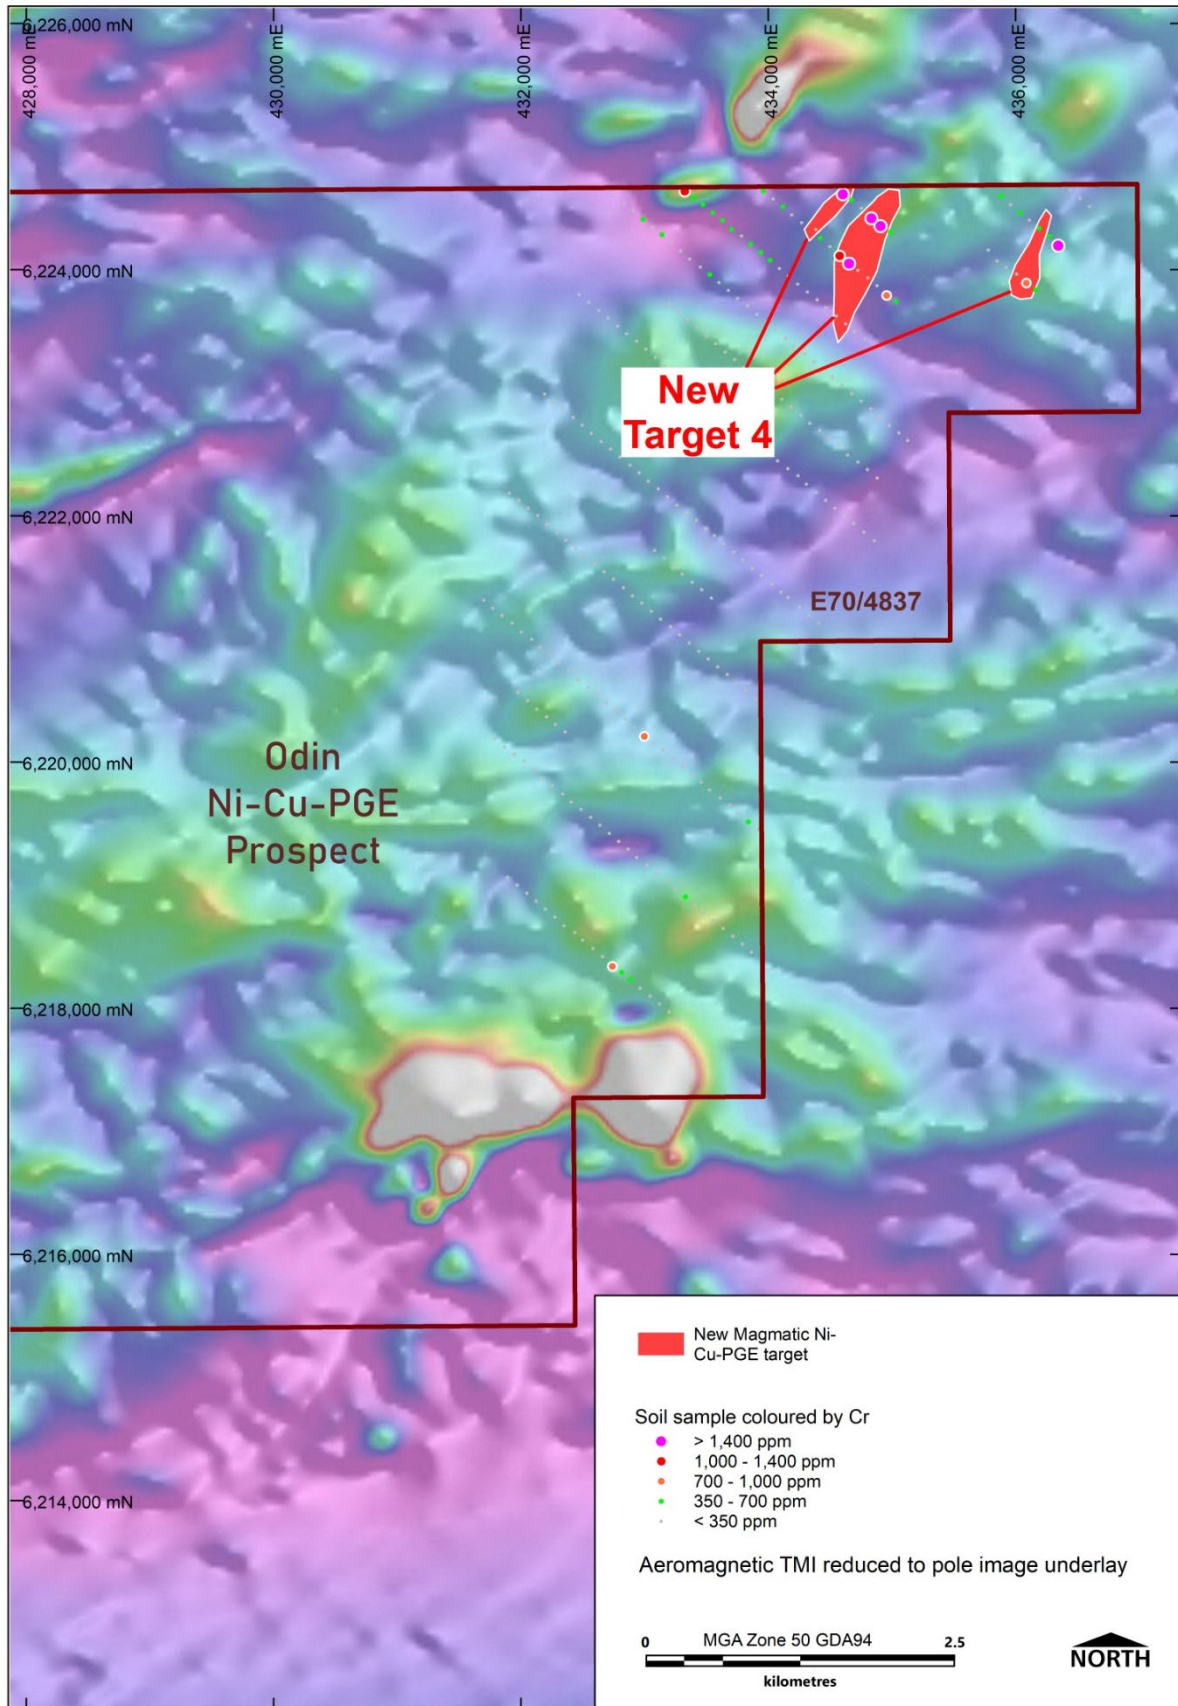 6,226,000 mN
428,000 mE
430,000 mE
432,000 mE
434,000 mE
436,000 mE
6,224,000 mN
New
Target 4
6,222,000 mN
E70/4837
6,220,000 mN
Odin
Ni-Cu-PGE
Prospect
6,218,000 mN
6,216,000 mN
6,214,000 mN
New Magmatic Ni-
Cu-PGE target
Soil sample coloured by Cr
> 1,400 ppm
1,000 - 1,400 ppm
700 - 1,000 ppm
350 - 700 ppm
< 350 ppm
Aeromagnetic TMI reduced to pole image underlay
0 MGA Zone 50 GDA94 2.5
kilometres
NORTH